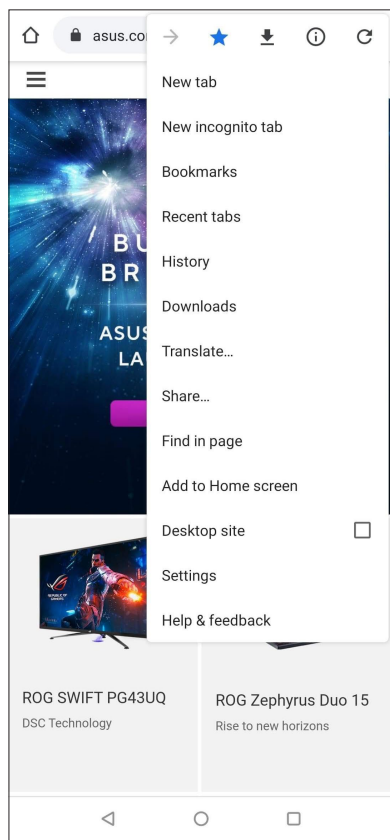 asus.co
New tab
New incognito tab
Bookmarks
Recent tabs
History
Downloads
Translate...
Share...
Find in page
Add to Home screen
Desktop site
Settings
Help & feedback
BU
BR
ASUS
LA
ROG SWIFT PG43UQ
DSC Technology
ROG Zephyrus Duo 15
Rise to new horizons